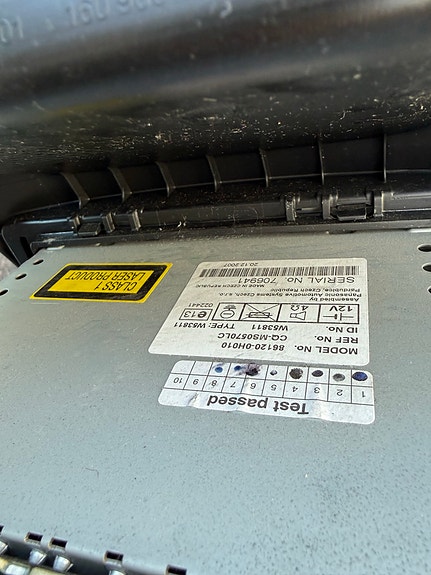 Test passed
1 2 3 4 5 6 7 8 9 10
MODEL No. 86120-0H010
REF No. CQ-MS0570LC
ID No. W53811 TYPE: W53811
12V 4Ω e13 022441
Assembled by
Panasonic Automotive Systems Czech, s.r.o.
Pardubice, Czech Republic MADE IN CZECH REPUBLIC
SERIAL No. 706941
20.12.2007
CLASS 1
LASER PRODUCT